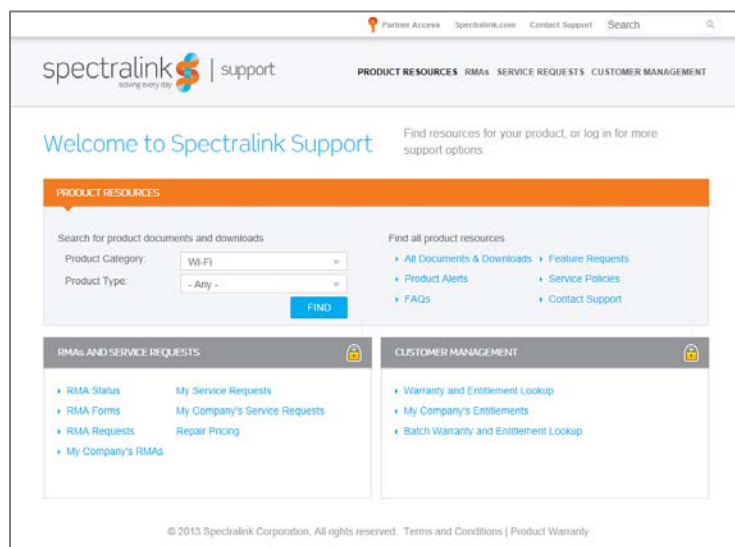 Partner Access Spectralink.com Contact Support Search
spectralink | support
solving every day
PRODUCT RESOURCES RMAs SERVICE REQUESTS CUSTOMER MANAGEMENT
Welcome to Spectralink Support
Find resources for your product, or log in for more
support options.
PRODUCT RESOURCES
Search for product documents and downloads
Product Category: Wi-Fi
Product Type: - Any -
FIND
Find all product resources
All Documents & Downloads Feature Requests
Product Alerts Service Policies
FAQs Contact Support
RMAs AND SERVICE REQUESTS
RMA Status My Service Requests
RMA Forms My Company's Service Requests
RMA Requests Repair Pricing
My Company's RMAs
CUSTOMER MANAGEMENT
Warranty and Entitlement Lookup
My Company's Entitlements
Batch Warranty and Entitlement Lookup
© 2013 Spectralink Corporation, All rights reserved. Terms and Conditions | Product Warranty